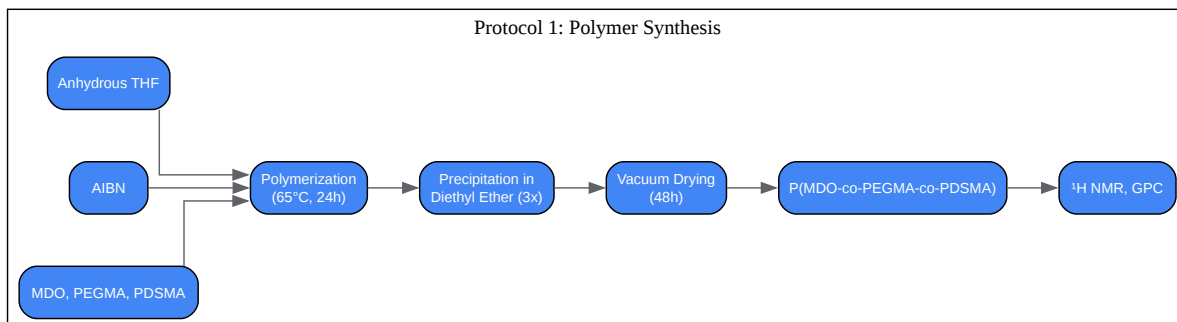 Protocol 1: Polymer Synthesis
Anhydrous THF
AIBN
MDO, PEGMA, PDSMA
Polymerization
(65°C, 24h)
Precipitation in
Diethyl Ether (3x)
Vacuum Drying
(48h)
P(MDO-co-PEGMA-co-PDSMA)
¹H NMR, GPC